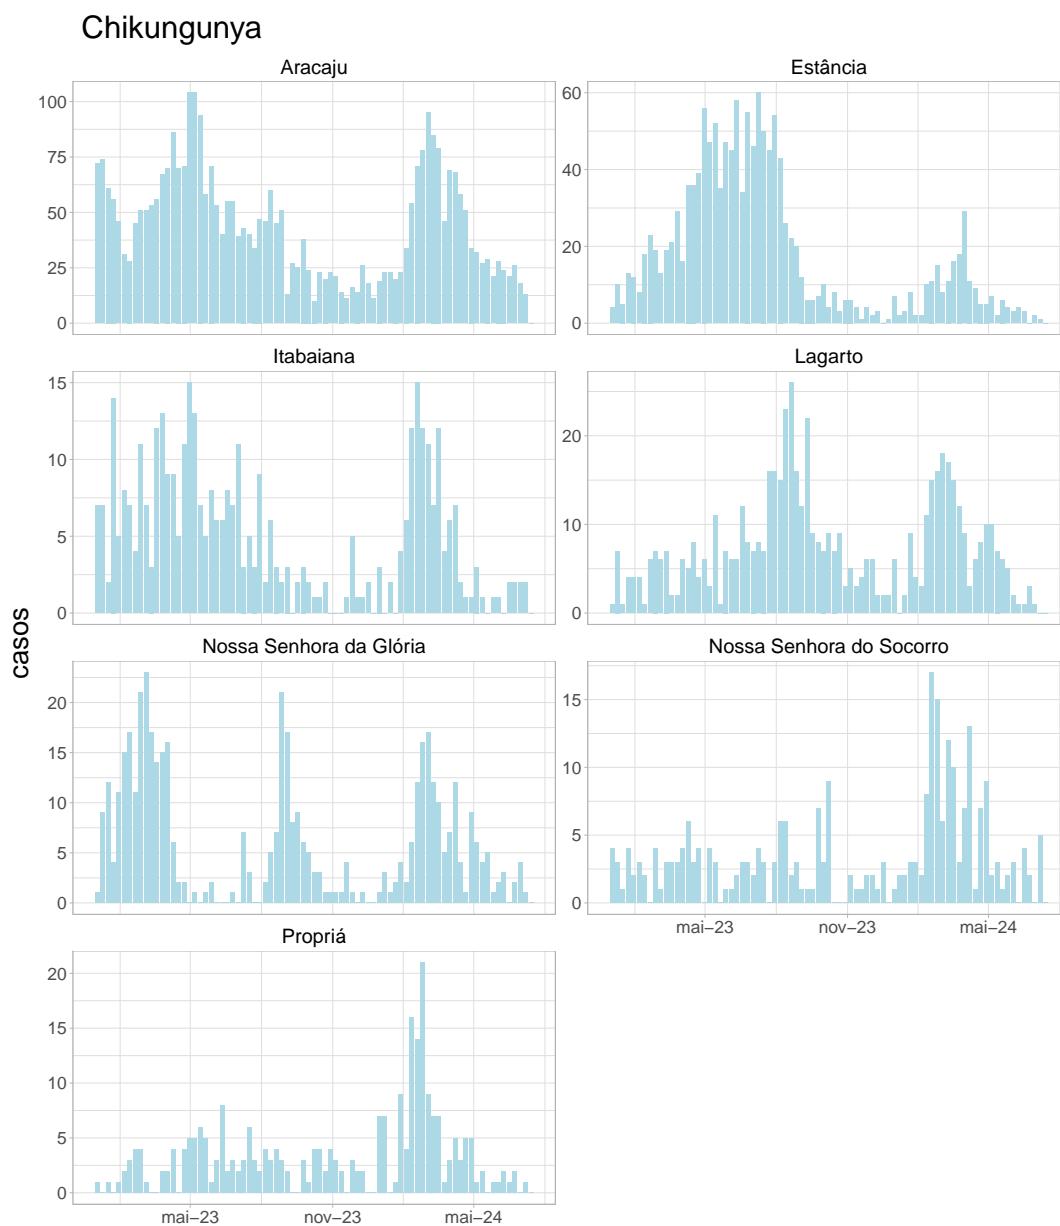 Chikungunya
Aracaju
Estância
100
75
50
25
0
60
40
20
0
Itabaiana
Lagarto
15
10
5
0
20
10
0
casos
Nossa Senhora da Glória
Nossa Senhora do Socorro
20
15
10
5
0
15
10
5
0
mai–23
nov–23
mai–24
Propriá
20
15
10
5
0
mai–23
nov–23
mai–24